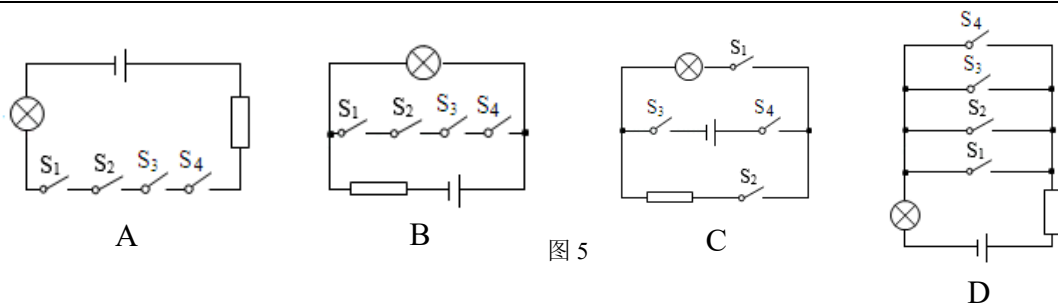 S₁ S₂ S₃ S₄
A
S₁ S₂ S₃ S₄
B
S₁
S₃ S₄
S₂
C
S₄
S₃
S₂
S₁
D
图 5